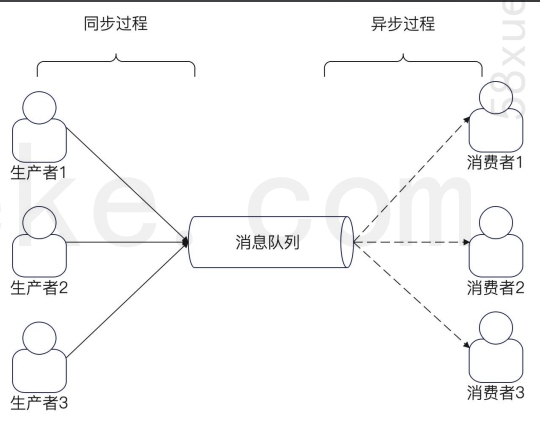 同步过程
异步过程
58xue
生产者1
消费者1
eke.com
消息队列
生产者2
消费者2
生产者3
消费者3